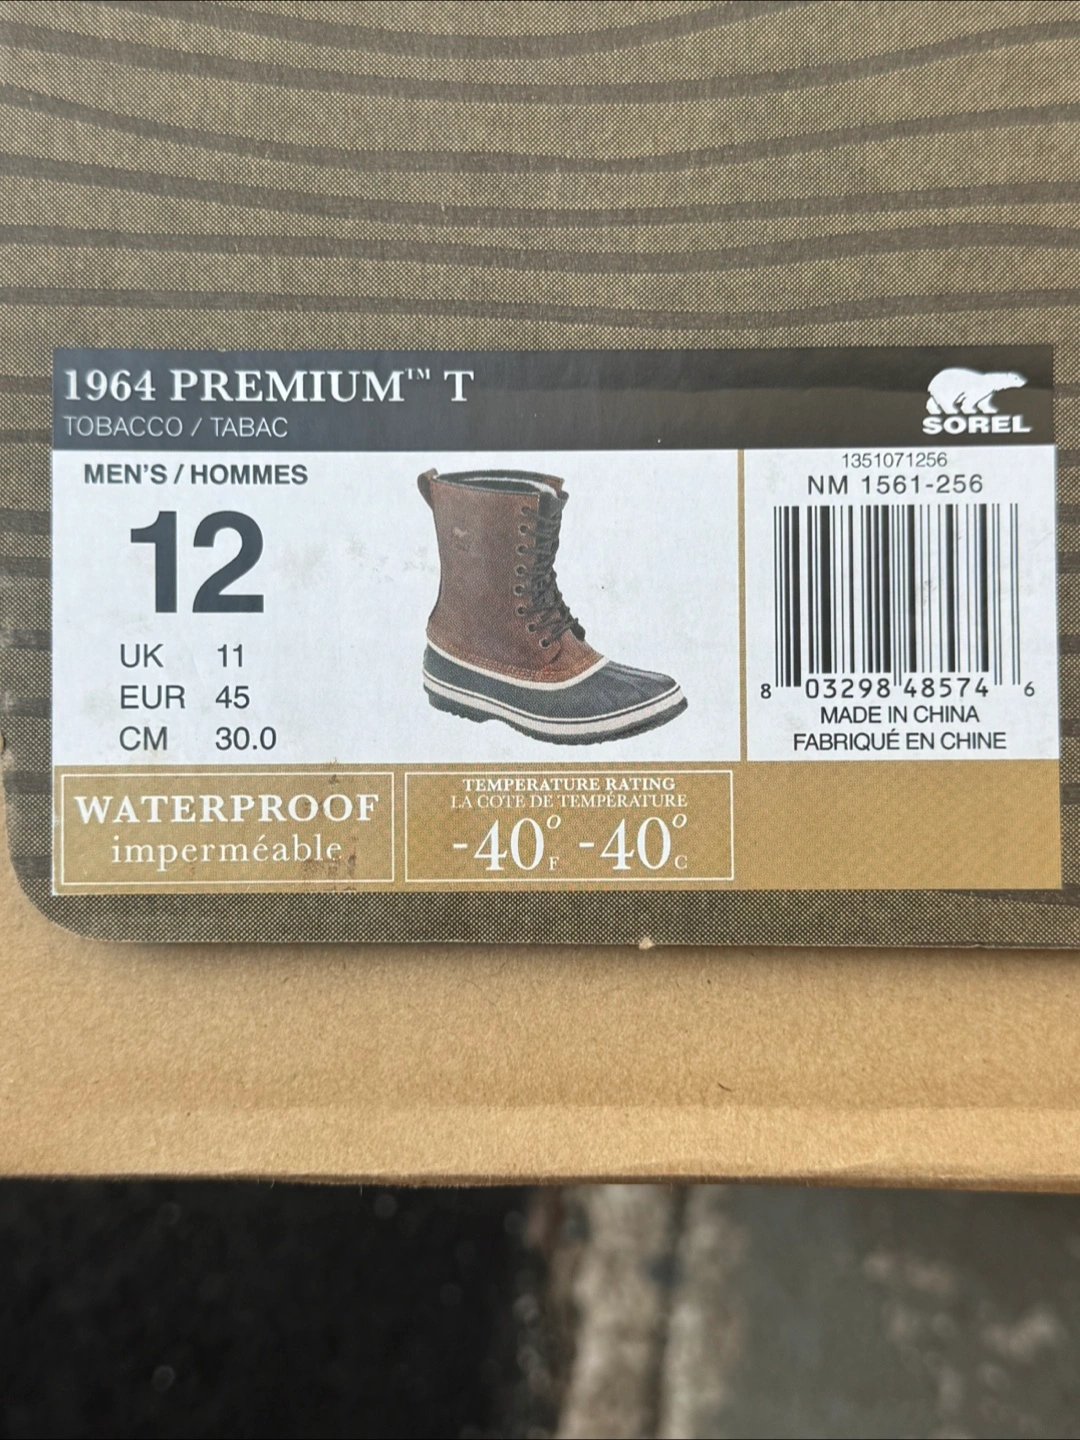 1964 PREMIUM™ T
TOBACCO / TABAC
SOREL
MEN'S / HOMMES
12
UK 11
EUR 45
CM 30.0
1351071256
NM 1561-256
8 03298 48574 6
MADE IN CHINA
FABRIQUÉ EN CHINE
WATERPROOF
imperméable
TEMPERATURE RATING
LA COTE DE TEMPÉRATURE
-40°F -40°C